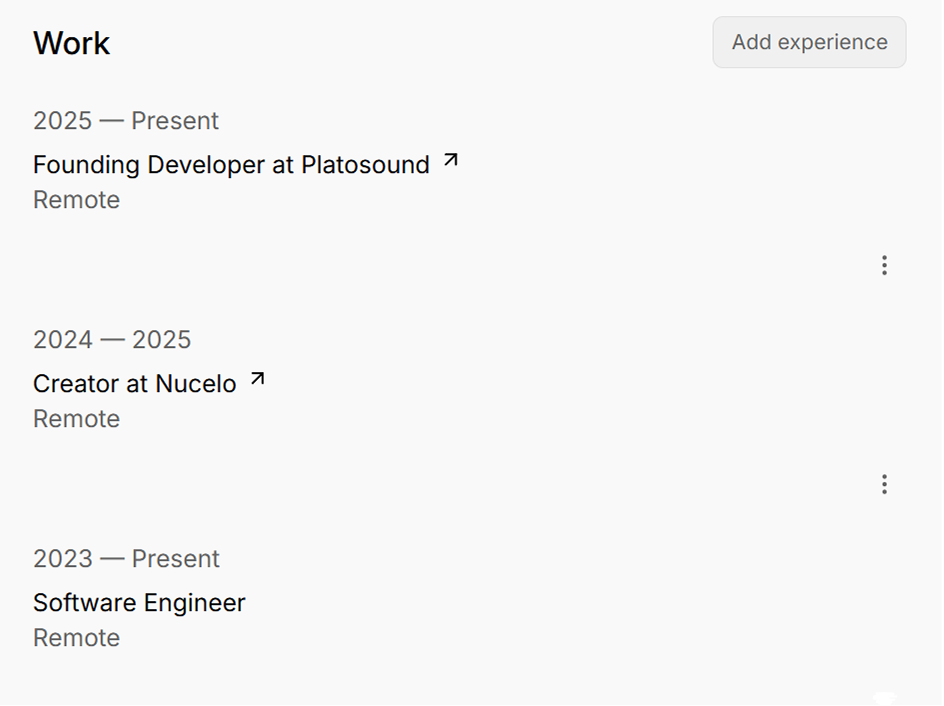 Work
Add experience
2025 — Present
Founding Developer at Platosound ↗
Remote
2024 — 2025
Creator at Nucelo ↗
Remote
2023 — Present
Software Engineer
Remote